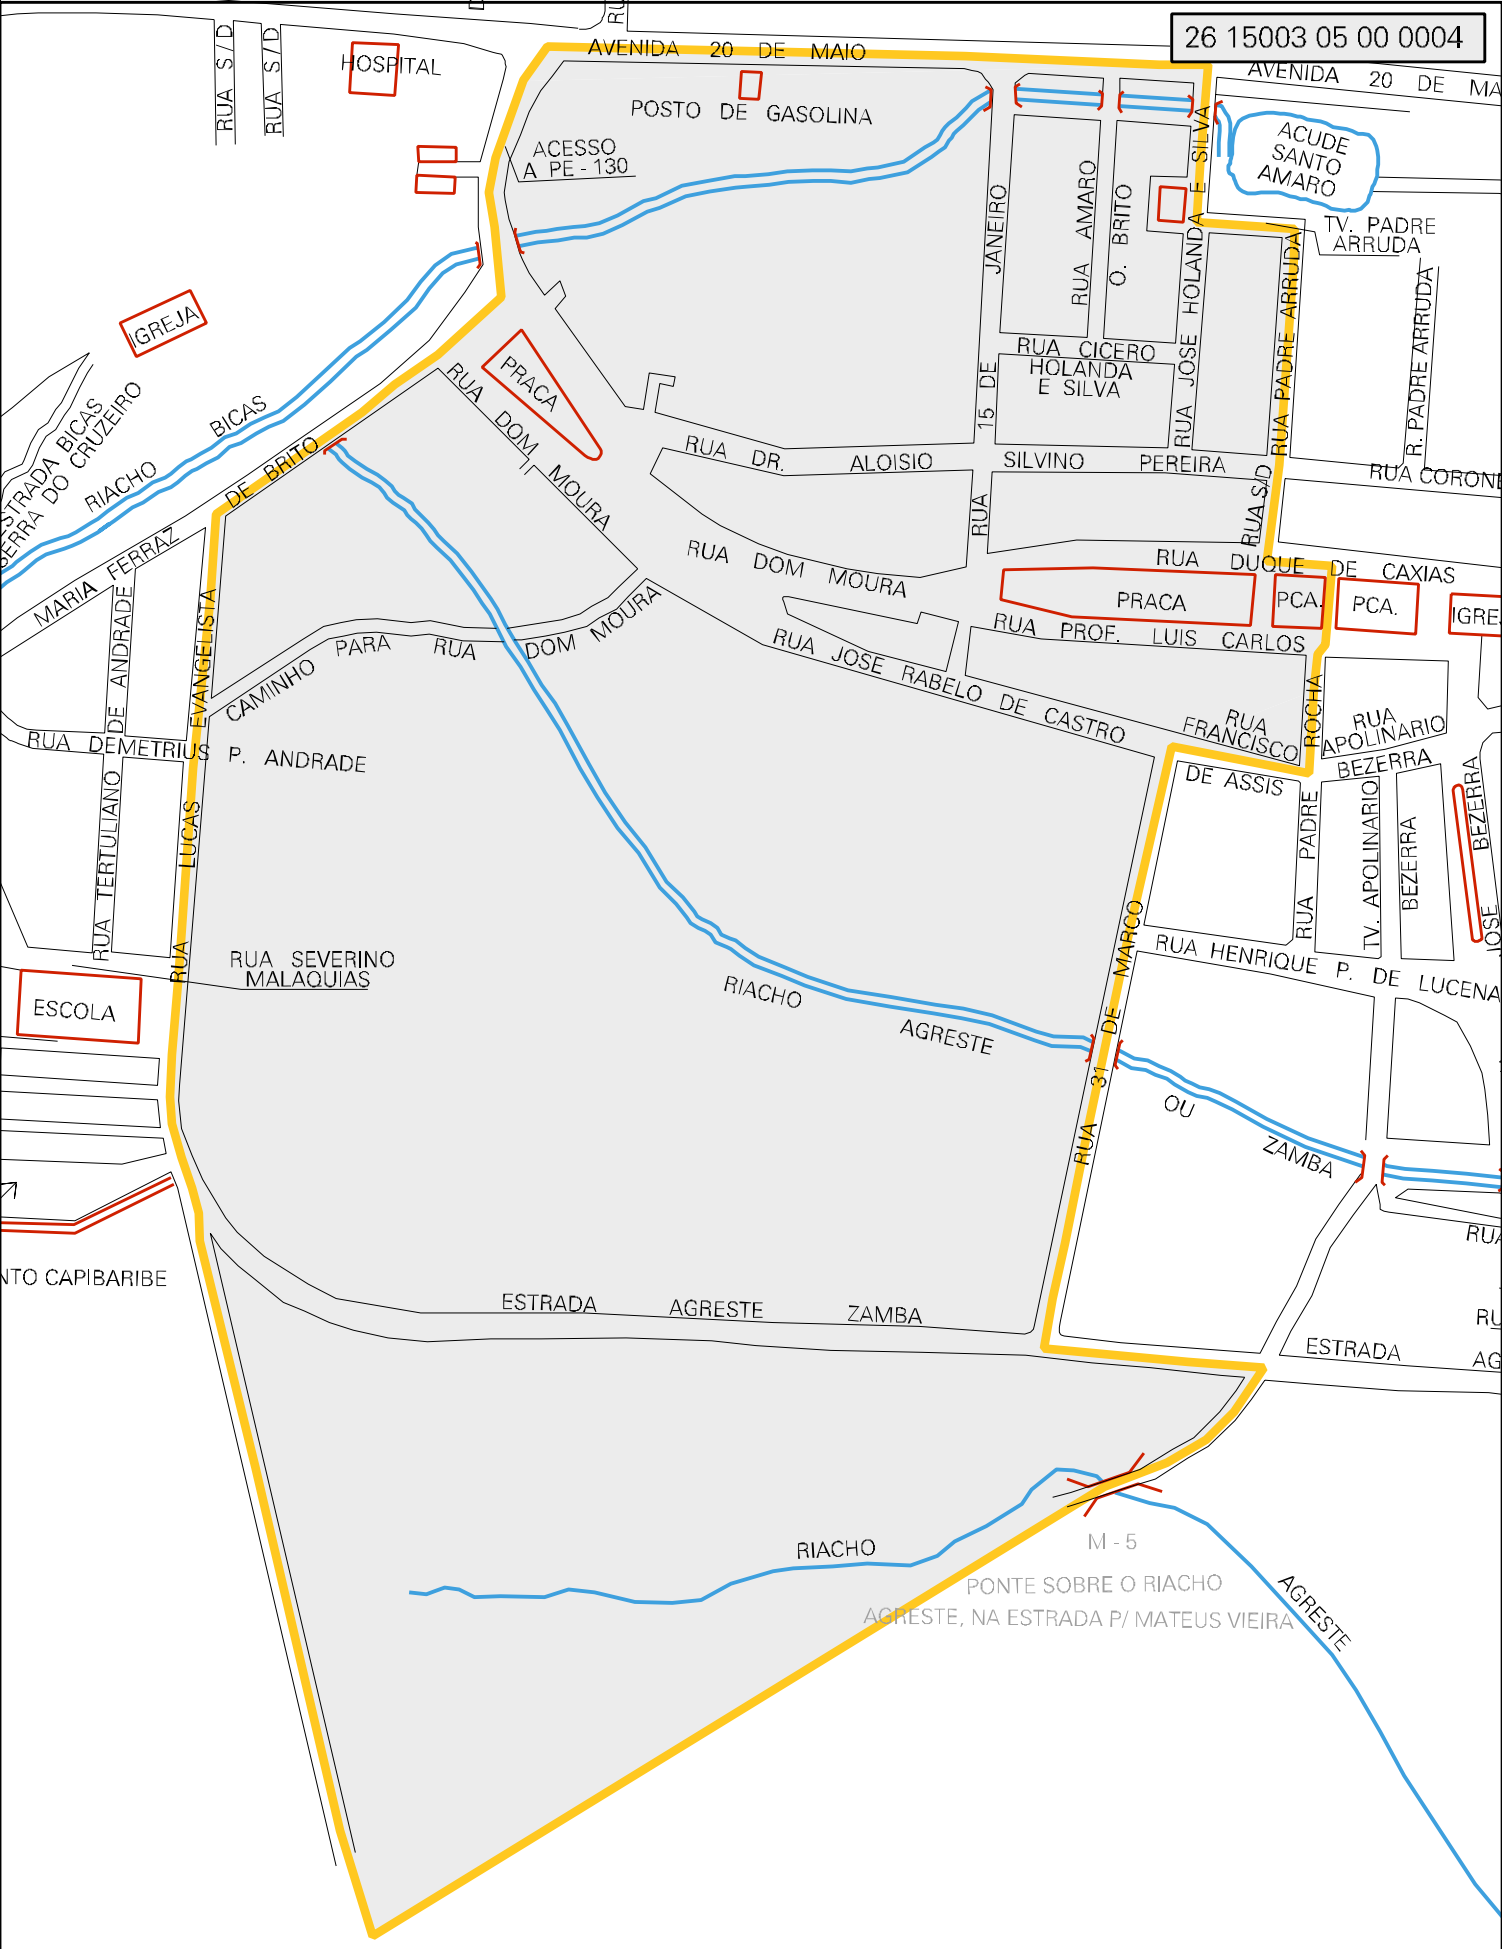 26 15003 05 00 0004
AVENIDA 20 DE MAIO
AVENIDA 20 DE MA
RUA S/D
RUA S/D
HOSPITAL
POSTO DE GASOLINA
ACESSO
A PE - 130
ACUDE
SANTO
AMARO
TV. PADRE
ARRUDA
RUA 15 DE JANEIRO
RUA AMARO
O. BRITO
RUA JOSE HOLANDA E SILVA
RUA PADRE ARRUDA
R. PADRE ARRUDA
IGREJA
RUA CICERO
HOLANDA
E SILVA
PRACA
RUA DOM MOURA
STRADA BICAS
SERRA DO CRUZEIRO
RIACHO BICAS
MARIA FERRAZ DE BRITO
RUA DR. ALOISIO SILVINO PEREIRA
RUA S/D
RUA CORONE
RUA DOM MOURA
RUA DUQUE DE CAXIAS
PRACA
PCA.
PCA.
IGRE
RUA PROF. LUIS CARLOS
RUA JOSE RABELO DE CASTRO
CAMINHO PARA RUA DOM MOURA
RUA TERTULIANO DE ANDRADE
RUA LUCAS EVANGELISTA
RUA DEMETRIUS P. ANDRADE
RUA
FRANCISCO
DE ASSIS
RUA PADRE ROCHA
RUA
APOLINARIO
BEZERRA
TV. APOLINARIO
BEZERRA
JOSE BEZERRA
RUA HENRIQUE P. DE LUCENA
RUA SEVERINO
MALAQUIAS
ESCOLA
RIACHO AGRESTE OU ZAMBA
RUA 31 DE MARCO
RUA
NTO CAPIBARIBE
ESTRADA AGRESTE ZAMBA
RU
ESTRADA AG
RIACHO AGRESTE
M - 5
PONTE SOBRE O RIACHO
AGRESTE, NA ESTRADA P/ MATEUS VIEIRA